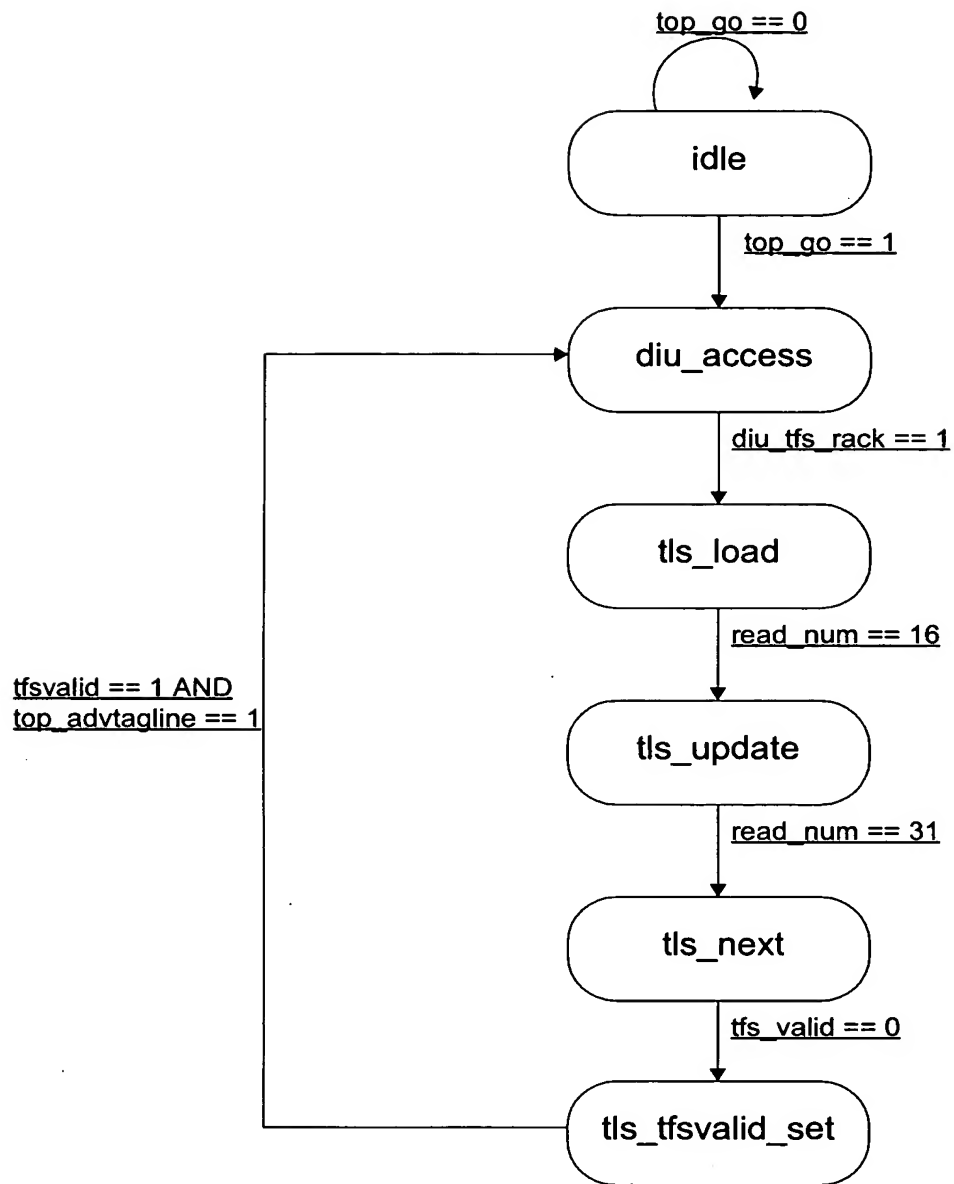 top_go == 0
idle
top_go == 1
diu_access
diu_tfs_rack == 1
tls_load
read_num == 16
tfsvalid == 1 AND
top_advtagline == 1
tls_update
read_num == 31
tls_next
tfs_valid == 0
tls_tfsvalid_set